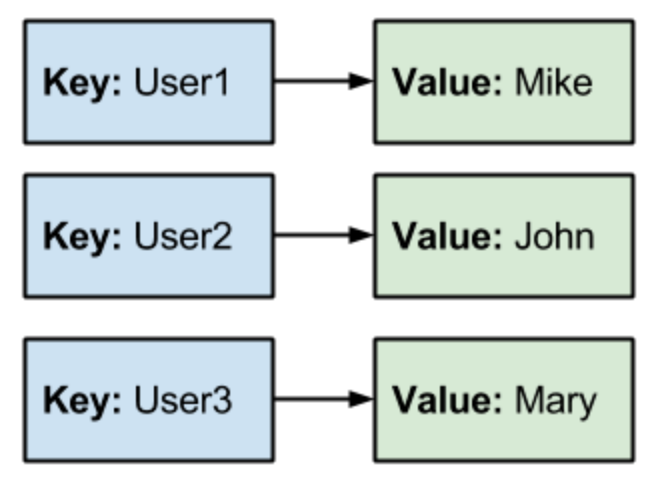 Key: User1
Value: Mike
Key: User2
Value: John
Key: User3
Value: Mary